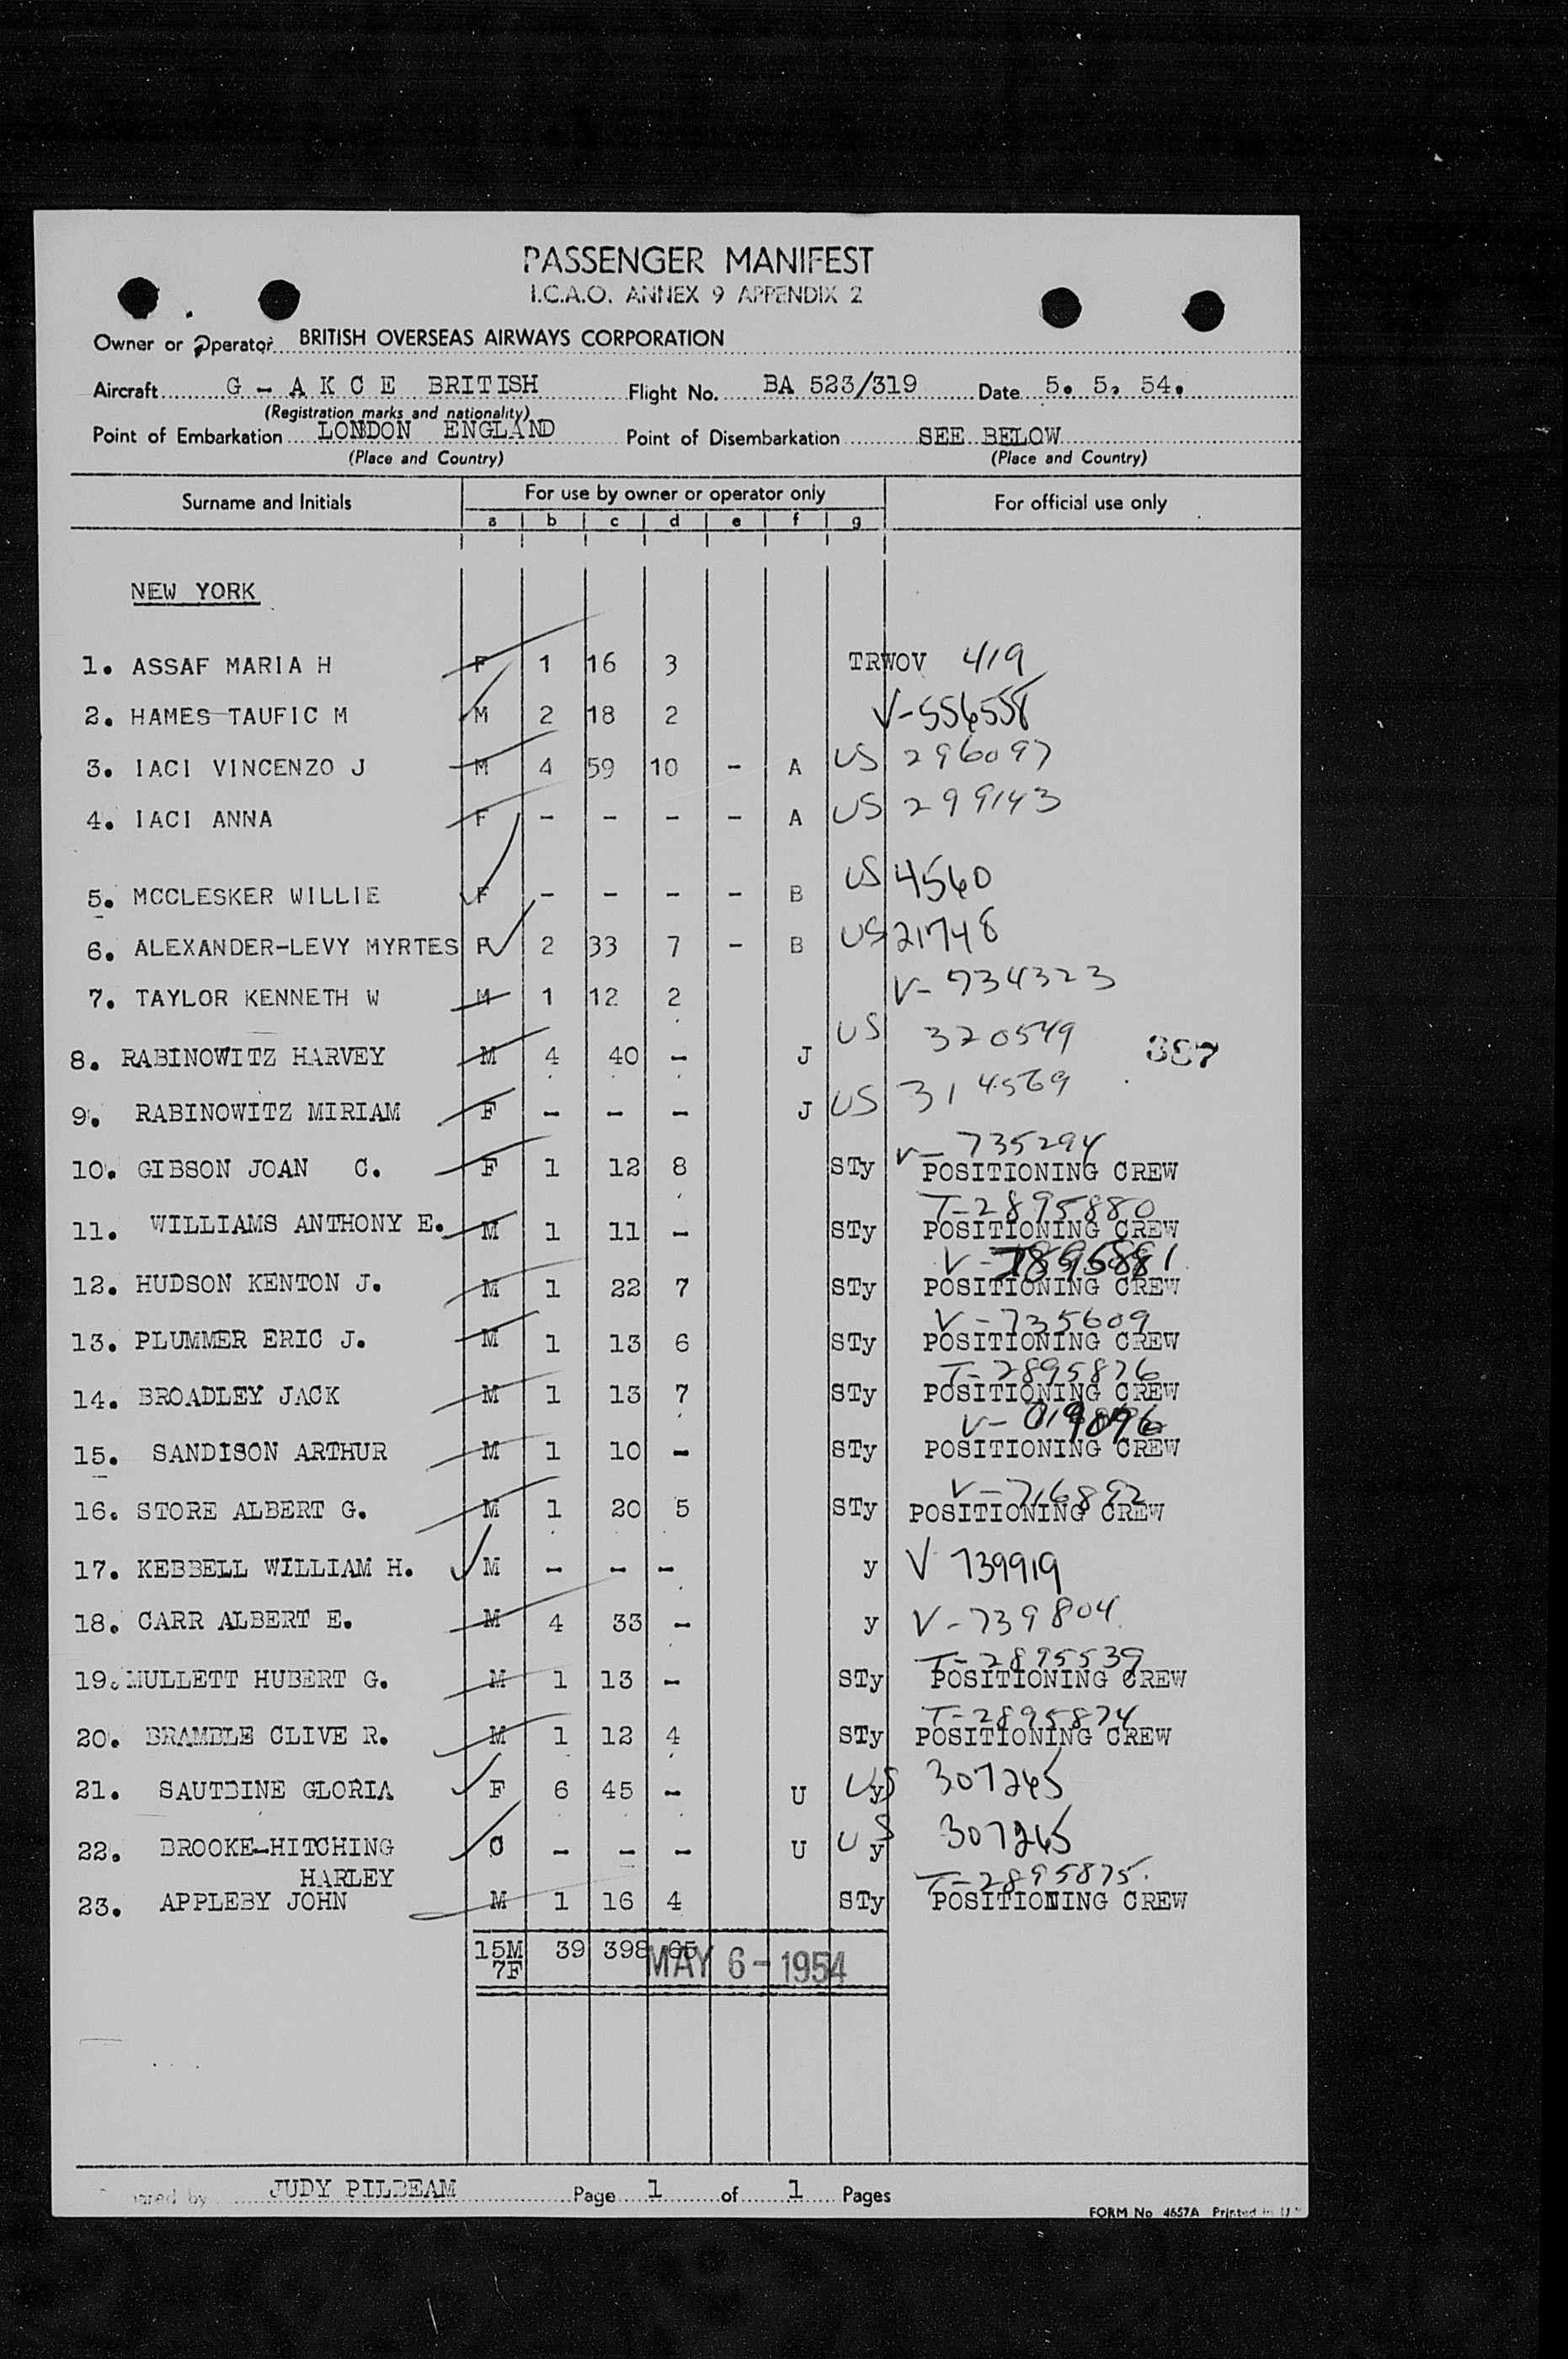 PASSENGER MANIFEST
I.C.A.O. ANNEX 9 APPENDIX 2
Owner or Operator BRITISH OVERSEAS AIRWAYS CORPORATION
Aircraft G - A K C E BRITISH Flight No. BA 523/319 Date 5. 5. 54.
(Registration marks and nationality)
Point of Embarkation LONDON ENGLAND Point of Disembarkation SEE BELOW
(Place and Country) (Place and Country)
Surname and Initials For use by owner or operator only For official use only
a b c d e f g
NEW YORK
1. ASSAF MARIA H F 1 16 3 TRWOV 419
2. HAMES TAUFIC M M 2 18 2 V-556558
3. IACI VINCENZO J M 4 59 10 - A US 296097
4. IACI ANNA F - - - - A US 299143
5. MCCLESKER WILLIE F - - - - B US 4560
6. ALEXANDER-LEVY MYRTES F 2 33 7 - B US 21748
7. TAYLOR KENNETH W M 1 12 2 V-934323
8. RABINOWITZ HARVEY M 4 40 - J US 320549 387
9. RABINOWITZ MIRIAM F - - - J US 314569
V-735294
10. GIBSON JOAN C. F 1 12 8 STy POSITIONING CREW
T-2895880
11. WILLIAMS ANTHONY E. M 1 11 - STy POSITIONING CREW
12. HUDSON KENTON J. M 1 22 7 STy POSITIONING CREW
V-735609
13. PLUMMER ERIC J. M 1 13 6 STy POSITIONING CREW
T-2895876
14. BROADLEY JACK M 1 13 7 STy POSITIONING CREW
15. SANDISON ARTHUR M 1 10 - STy POSITIONING CREW
V-716892
16. STORE ALBERT G. M 1 20 5 STy POSITIONING CREW
17. KEBBELL WILLIAM H. M - - - y V 739919
18. CARR ALBERT E. M 4 33 - y V-739804
T-2895539
19. MULLETT HUBERT G. M 1 13 - STy POSITIONING CREW
T-2895874
20. BRAMBLE CLIVE R. M 1 12 4 STy POSITIONING CREW
21. SAUTBINE GLORIA F 6 45 - U y US 307245
22. BROOKE-HITCHING C - - - U y US 307245
HARLEY T-2895875.
23. APPLEBY JOHN M 1 16 4 STy POSITIONING CREW
15M 39 398 65
7F
MAY 6-1954
JUDY PILBEAM Page 1 of 1 Pages
FORM No 4657A Printed in